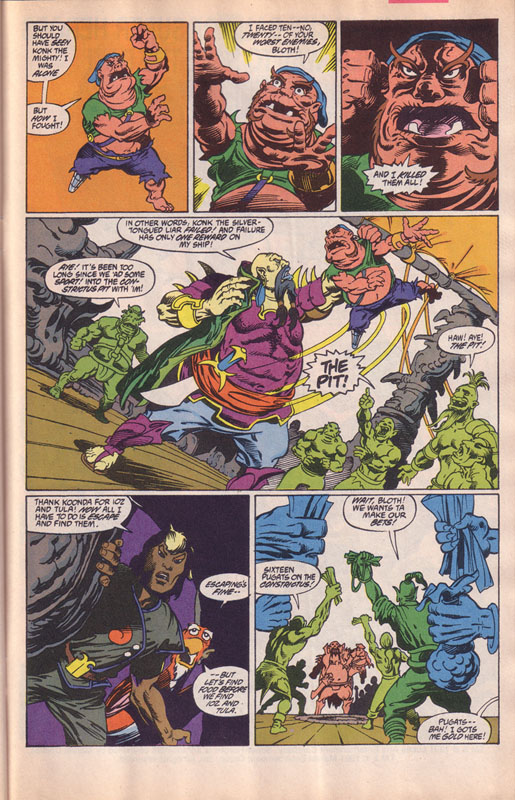 BUT YOU
SHOULD
HAVE SEEN
KONK THE
MIGHTY! I
WAS
ALONE
BUT
HOW I
FOUGHT!
I FACED TEN--NO,
TWENTY--OF YOUR
WORST ENEMIES,
BLOTH!
AND I KILLED
THEM ALL!
IN OTHER WORDS, KONK THE SILVER-
TONGUED LIAR FAILED! AND FAILURE
HAS ONLY ONE REWARD ON
MY SHIP!
AYE! IT'S BEEN TOO
LONG SINCE WE 'AD SOME
SPORT! INTO THE CON-
STRICTUS PIT WITH 'IM!
THE
PIT!
HAW! AYE!
THE PIT!
THANK KOONDA FOR IOZ
AND TULA! NOW ALL I
HAVE TO DO IS ESCAPE
AND FIND THEM.
ESCAPING'S
FINE--
--BUT
LET'S FIND
FOOD BEFORE
WE FIND
IOZ AND
TULA.
WAIT, BLOTH!
WE WANTS TA
MAKE OUR
BETS!
SIXTEEN
PUGATS ON THE
CONSTRICTUS!
PUGATS--
BAH! I GOTS
ME GOLD HERE!